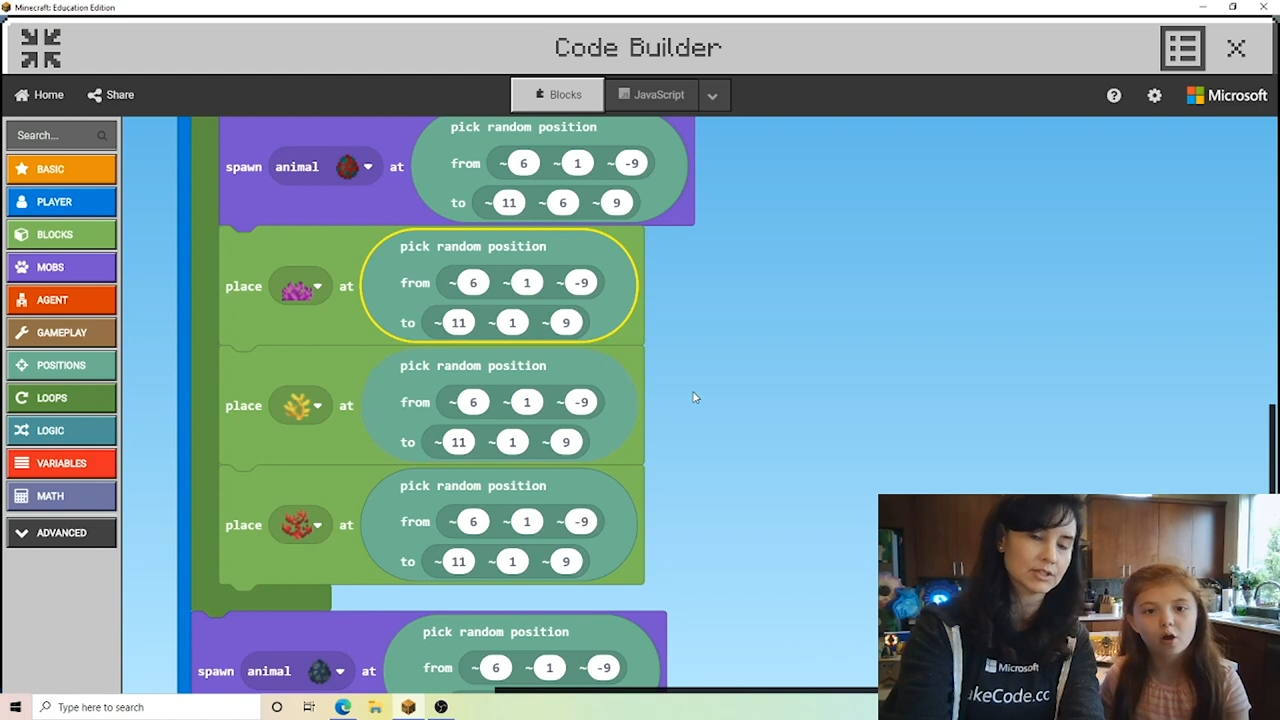 Minecraft: Education Edition
Code Builder
Home Share Blocks JavaScript Microsoft
Search...
BASIC
PLAYER
BLOCKS
MOBS
AGENT
GAMEPLAY
POSITIONS
LOOPS
LOGIC
VARIABLES
MATH
ADVANCED
pick random position
spawn animal at from ~6 ~1 ~-9
to ~11 ~6 ~9
pick random position
place at from ~6 ~1 ~-9
to ~11 ~1 ~9
pick random position
place at from ~6 ~1 ~-9
to ~11 ~1 ~9
pick random position
place at from ~6 ~1 ~-9
to ~11 ~1 ~9
pick random position
spawn animal at from ~6 ~1 ~-9
Microsoft
akeCode.cc
Type here to search